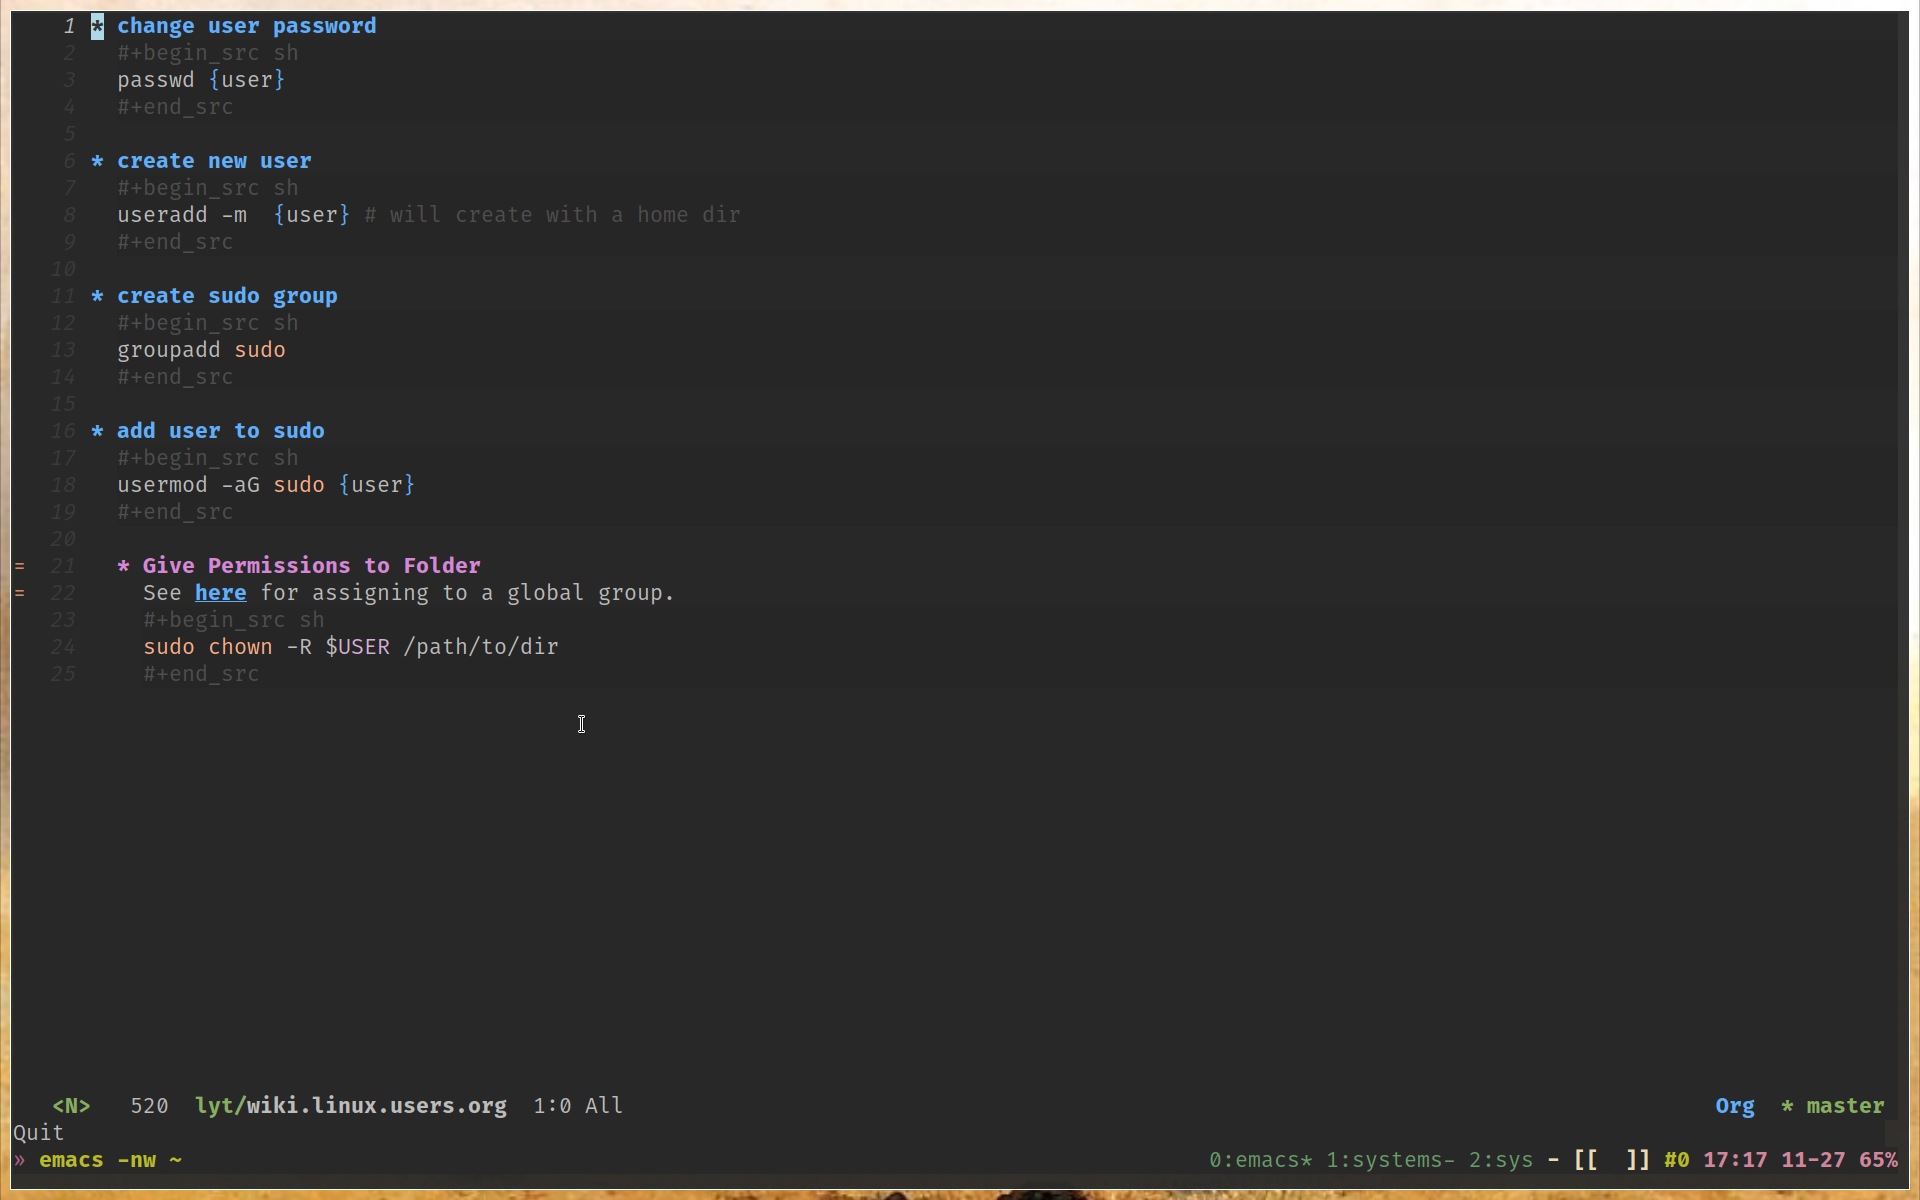 1 * change user password
2 #+begin_src sh
3 passwd {user}
4 #+end_src
5
6 * create new user
7 #+begin_src sh
8 useradd -m  {user} # will create with a home dir
9 #+end_src
10
11 * create sudo group
12 #+begin_src sh
13 groupadd sudo
14 #+end_src
15
16 * add user to sudo
17 #+begin_src sh
18 usermod -aG sudo {user}
19 #+end_src
20
= 21 * Give Permissions to Folder
= 22 See here for assigning to a global group.
23 #+begin_src sh
24 sudo chown -R $USER /path/to/dir
25 #+end_src
<N> 520 lyt/wiki.linux.users.org 1:0 All Org * master
Quit
» emacs -nw ~ 0:emacs* 1:systems- 2:sys - [[  ]] #0 17:17 11-27 65%